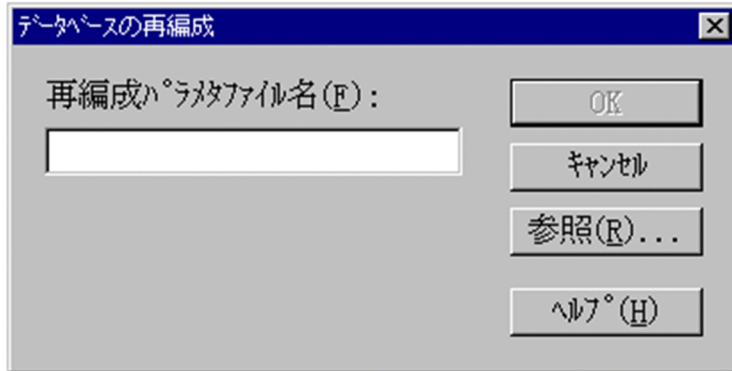 ﾃﾞｰﾀﾍﾞｰｽの再編成
再編成ﾊﾟﾗﾒﾀﾌｧｲﾙ名(F):
OK
ｷｬﾝｾﾙ
参照(R)...
ﾍﾙﾌﾟ(H)